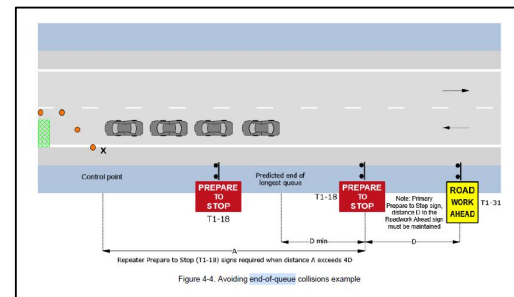 X
Control point
PREPARE
TO
STOP
T1-18
Predicted end of
longest queue
T1-18
PREPARE
TO
STOP
Note: Primary
Prepare to Stop sign,
distance D to the
Roadwork Ahead sign
must be maintained
ROAD
WORK
AHEAD
T1-31
D min
D
A
Repeater Prepare to Stop (T1-18) signs required when distance A exceeds 4D
Figure 4-4. Avoiding end-of-queue collisions example